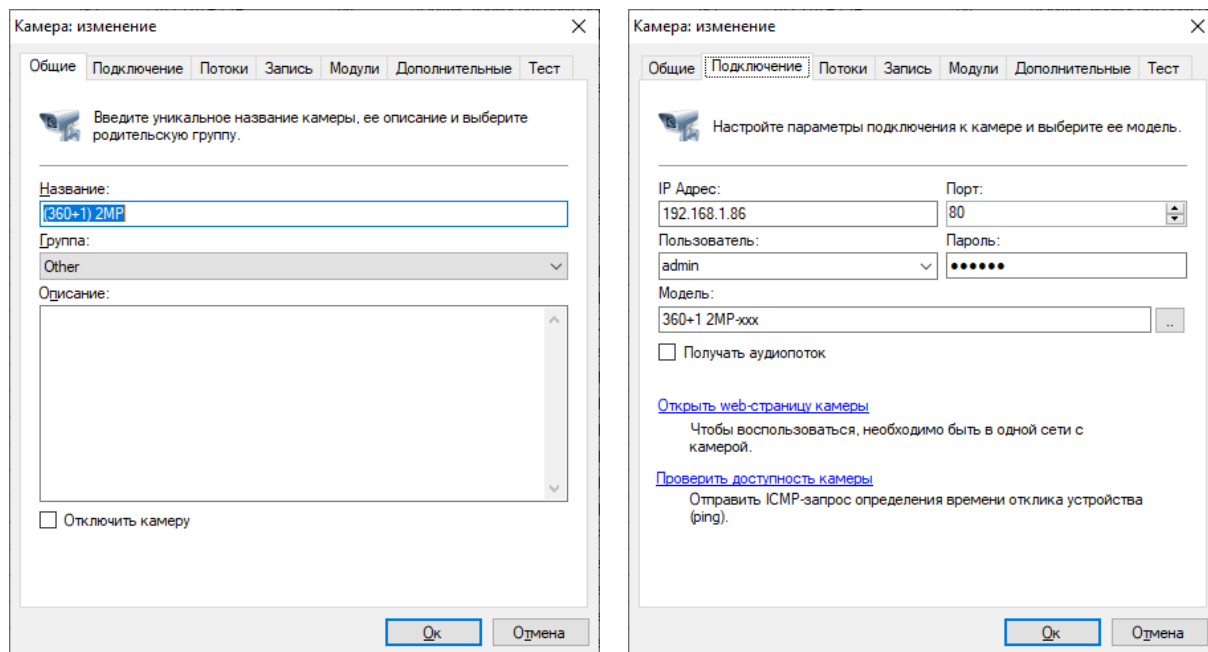 Камера: изменение
Общие Подключение Потоки Запись Модули Дополнительные Тест
Введите уникальное название камеры, ее описание и выберите
родительскую группу.
Название:
(360+1) 2MP
Группа:
Other
Описание:
Отключить камеру
Ок Отмена
Камера: изменение
Общие Подключение Потоки Запись Модули Дополнительные Тест
Настройте параметры подключения к камере и выберите ее модель.
IP Адрес: Порт:
192.168.1.86 80
Пользователь: Пароль:
admin ●●●●●●
Модель:
360+1 2MP-xxx ..
Получать аудиопоток
Открыть web-страницу камеры
Чтобы воспользоваться, необходимо быть в одной сети с
камерой.
Проверить доступность камеры
Отправить ICMP-запрос определения времени отклика устройства
(ping).
Ок Отмена